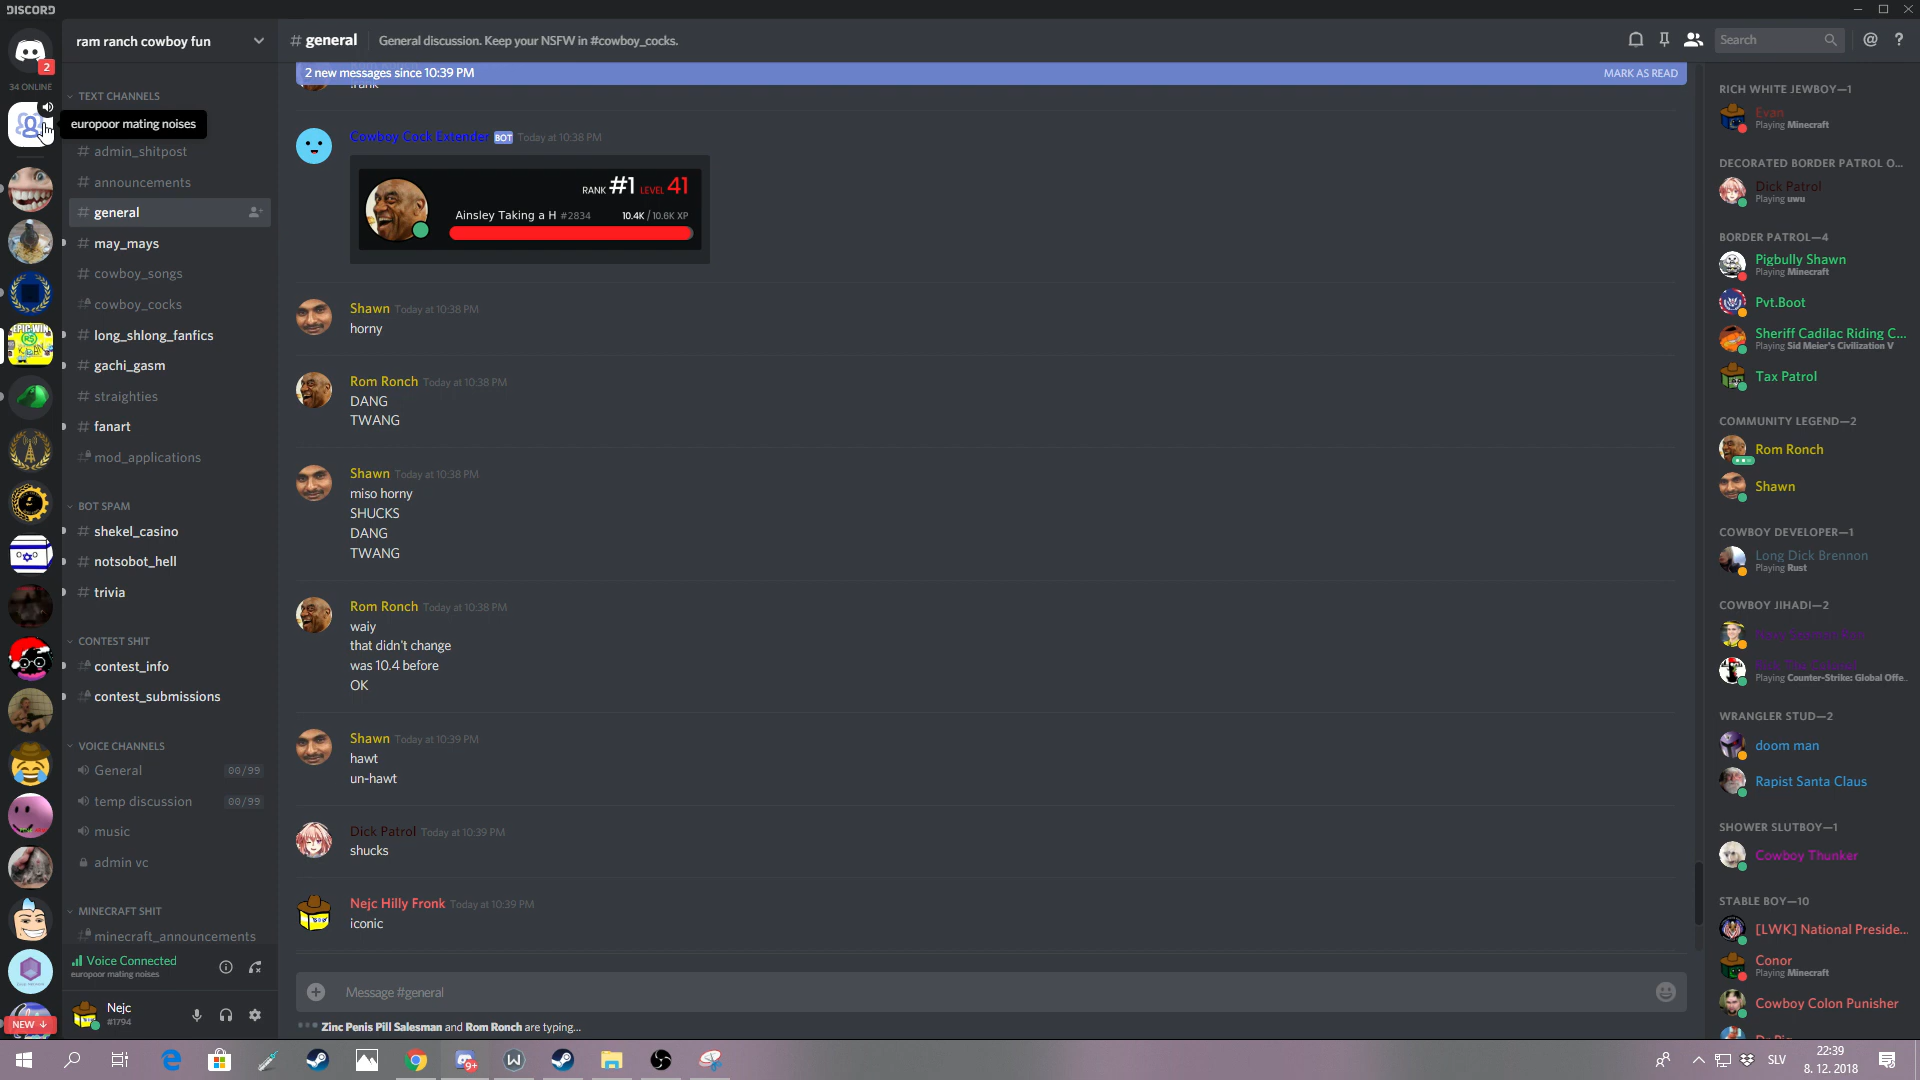 DISCORD
ram ranch cowboy fun
# general
General discussion. Keep your NSFW in #cowboy_cocks.
Search
2
34 ONLINE
europoor mating noises
TEXT CHANNELS
# admin_shitpost
# announcements
# general
# may_mays
# cowboy_songs
# cowboy_cocks
# long_shlong_fanfics
# gachi_gasm
# straighties
# fanart
# mod_applications
BOT SPAM
# shekel_casino
# notsobot_hell
# trivia
CONTEST SHIT
# contest_info
# contest_submissions
VOICE CHANNELS
General 00/99
temp discussion 00/99
music
admin vc
MINECRAFT SHIT
# minecraft_announcements
Voice Connected
europoor mating noises
Nejc
#1794
NEW
EPIC WIN
2 new messages since 10:39 PM
MARK AS READ
!rank
Cowboy Cock Extender BOT Today at 10:38 PM
RANK #1 LEVEL 41
Ainsley Taking a H #2834 10.4K / 10.6K XP
Shawn Today at 10:38 PM
horny
Rom Ronch Today at 10:38 PM
DANG
TWANG
Shawn Today at 10:38 PM
miso horny
SHUCKS
DANG
TWANG
Rom Ronch Today at 10:38 PM
waiy
that didn't change
was 10.4 before
OK
Shawn Today at 10:39 PM
hawt
un-hawt
Dick Patrol Today at 10:39 PM
shucks
Nejc Hilly Fronk Today at 10:39 PM
iconic
Message #general
Zinc Penis Pill Salesman and Rom Ronch are typing...
RICH WHITE JEWBOY—1
Evan
Playing Minecraft
DECORATED BORDER PATROL O...
Dick Patrol
Playing uwu
BORDER PATROL—4
Pigbully Shawn
Playing Minecraft
Pvt.Boot
Sheriff Cadilac Riding C...
Playing Sid Meier's Civilization V
Tax Patrol
COMMUNITY LEGEND—2
Rom Ronch
Shawn
COWBOY DEVELOPER—1
Long Dick Brennon
Playing Rust
COWBOY JIHADI—2
Playing Counter-Strike: Global Offe..
WRANGLER STUD—2
doom man
Rapist Santa Claus
SHOWER SLUTBOY—1
Cowboy Thunker
STABLE BOY—10
[LWK] National Preside...
Conor
Playing Minecraft
Cowboy Colon Punisher
9+
SLV
22:39
8. 12. 2018